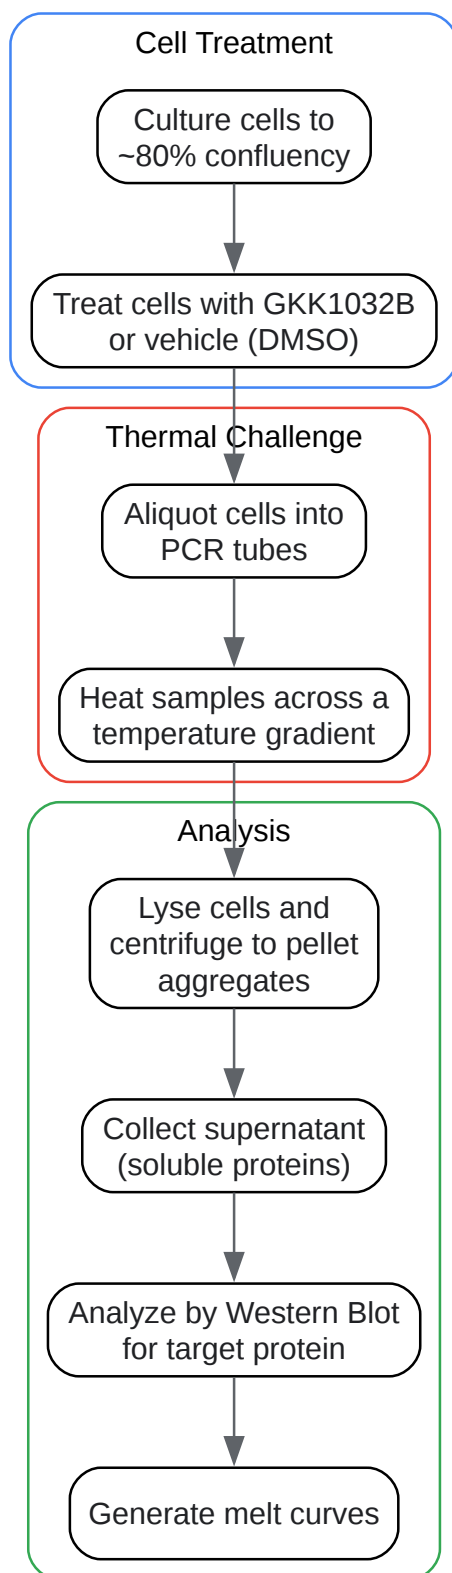 Cell Treatment
Culture cells to
~80% confluency
Treat cells with GKK1032B
or vehicle (DMSO)
Thermal Challenge
Aliquot cells into
PCR tubes
Heat samples across a
temperature gradient
Analysis
Lyse cells and
centrifuge to pellet
aggregates
Collect supernatant
(soluble proteins)
Analyze by Western Blot
for target protein
Generate melt curves